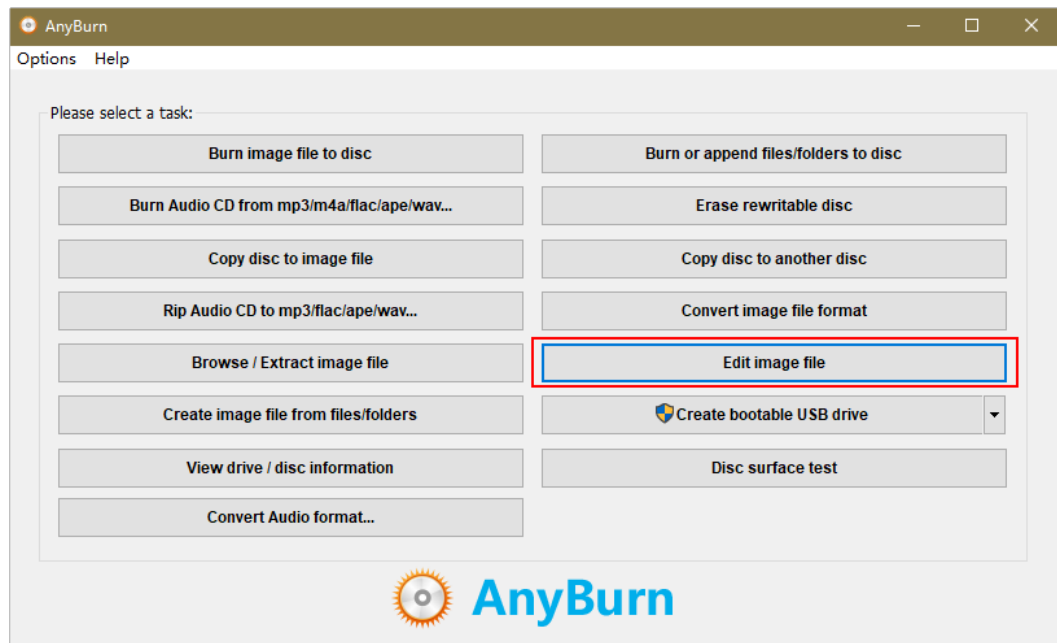 AnyBurn
Options Help
Please select a task:
Burn image file to disc
Burn or append files/folders to disc
Burn Audio CD from mp3/m4a/flac/ape/wav...
Erase rewritable disc
Copy disc to image file
Copy disc to another disc
Rip Audio CD to mp3/flac/ape/wav...
Convert image file format
Browse / Extract image file
Edit image file
Create image file from files/folders
Create bootable USB drive
View drive / disc information
Disc surface test
Convert Audio format...
AnyBurn